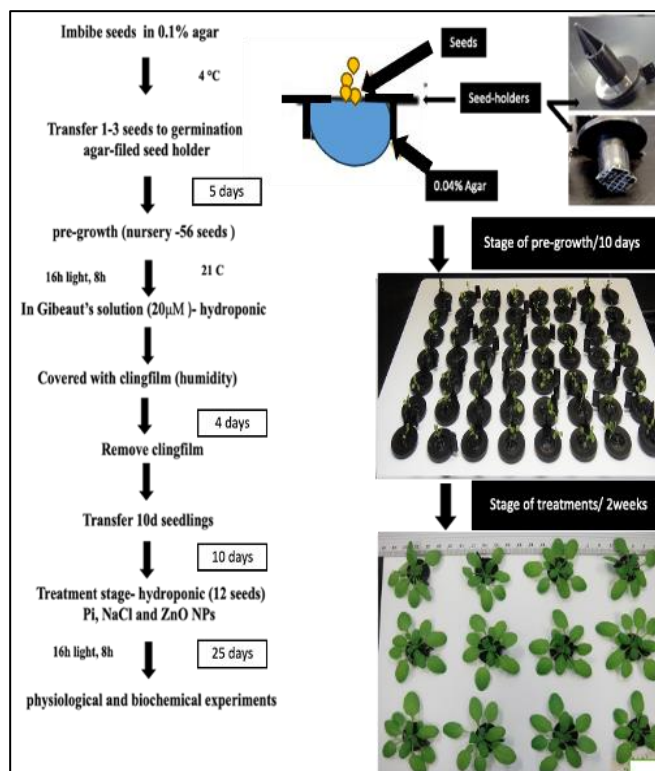 Imbibe seeds in 0.1% agar
4 °C
Transfer 1-3 seeds to germination
agar-filed seed holder
5 days
pre-growth (nursery -56 seeds )
16h light, 8h
21 C
In Gibeaut's solution (20µM )- hydroponic
Covered with clingfilm (humidity)
4 days
Remove clingfilm
Transfer 10d seedlings
10 days
Treatment stage- hydroponic (12 seeds)
Pi, NaCl and ZnO NPs
16h light, 8h
25 days
physiological and biochemical experiments
Seeds
Seed-holders
0.04% Agar
Stage of pre-growth/10 days
Stage of treatments/ 2weeks